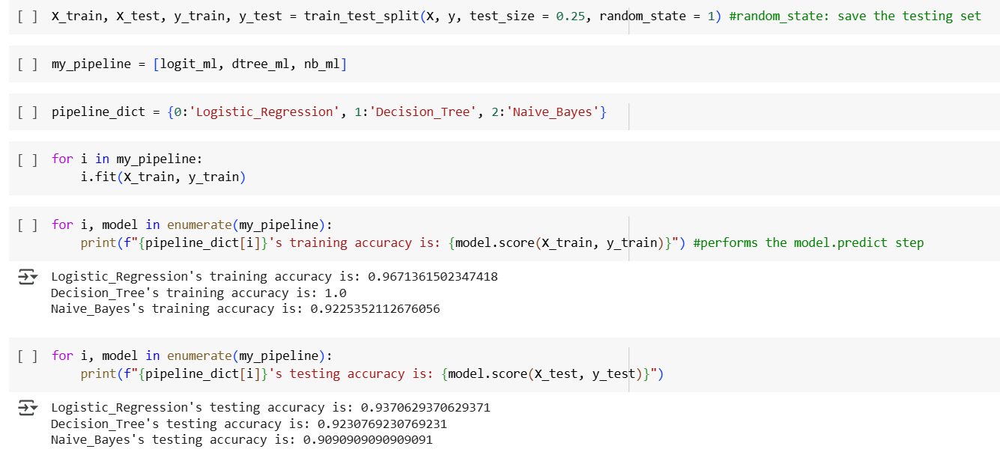 [ ] X_train, X_test, y_train, y_test = train_test_split(X, y, test_size = 0.25, random_state = 1) #random_state: save the testing set
[ ] my_pipeline = [logit_ml, dtree_ml, nb_ml]
[ ] pipeline_dict = {0:'Logistic_Regression', 1:'Decision_Tree', 2:'Naive_Bayes'}
[ ] for i in my_pipeline:
    i.fit(X_train, y_train)
[ ] for i, model in enumerate(my_pipeline):
    print(f"{pipeline_dict[i]}'s training accuracy is: {model.score(X_train, y_train)}") #performs the model.predict step
Logistic_Regression's training accuracy is: 0.9671361502347418
Decision_Tree's training accuracy is: 1.0
Naive_Bayes's training accuracy is: 0.9225352112676056
[ ] for i, model in enumerate(my_pipeline):
    print(f"{pipeline_dict[i]}'s testing accuracy is: {model.score(X_test, y_test)}")
Logistic_Regression's testing accuracy is: 0.9370629370629371
Decision_Tree's testing accuracy is: 0.9230769230769231
Naive_Bayes's testing accuracy is: 0.9090909090909091